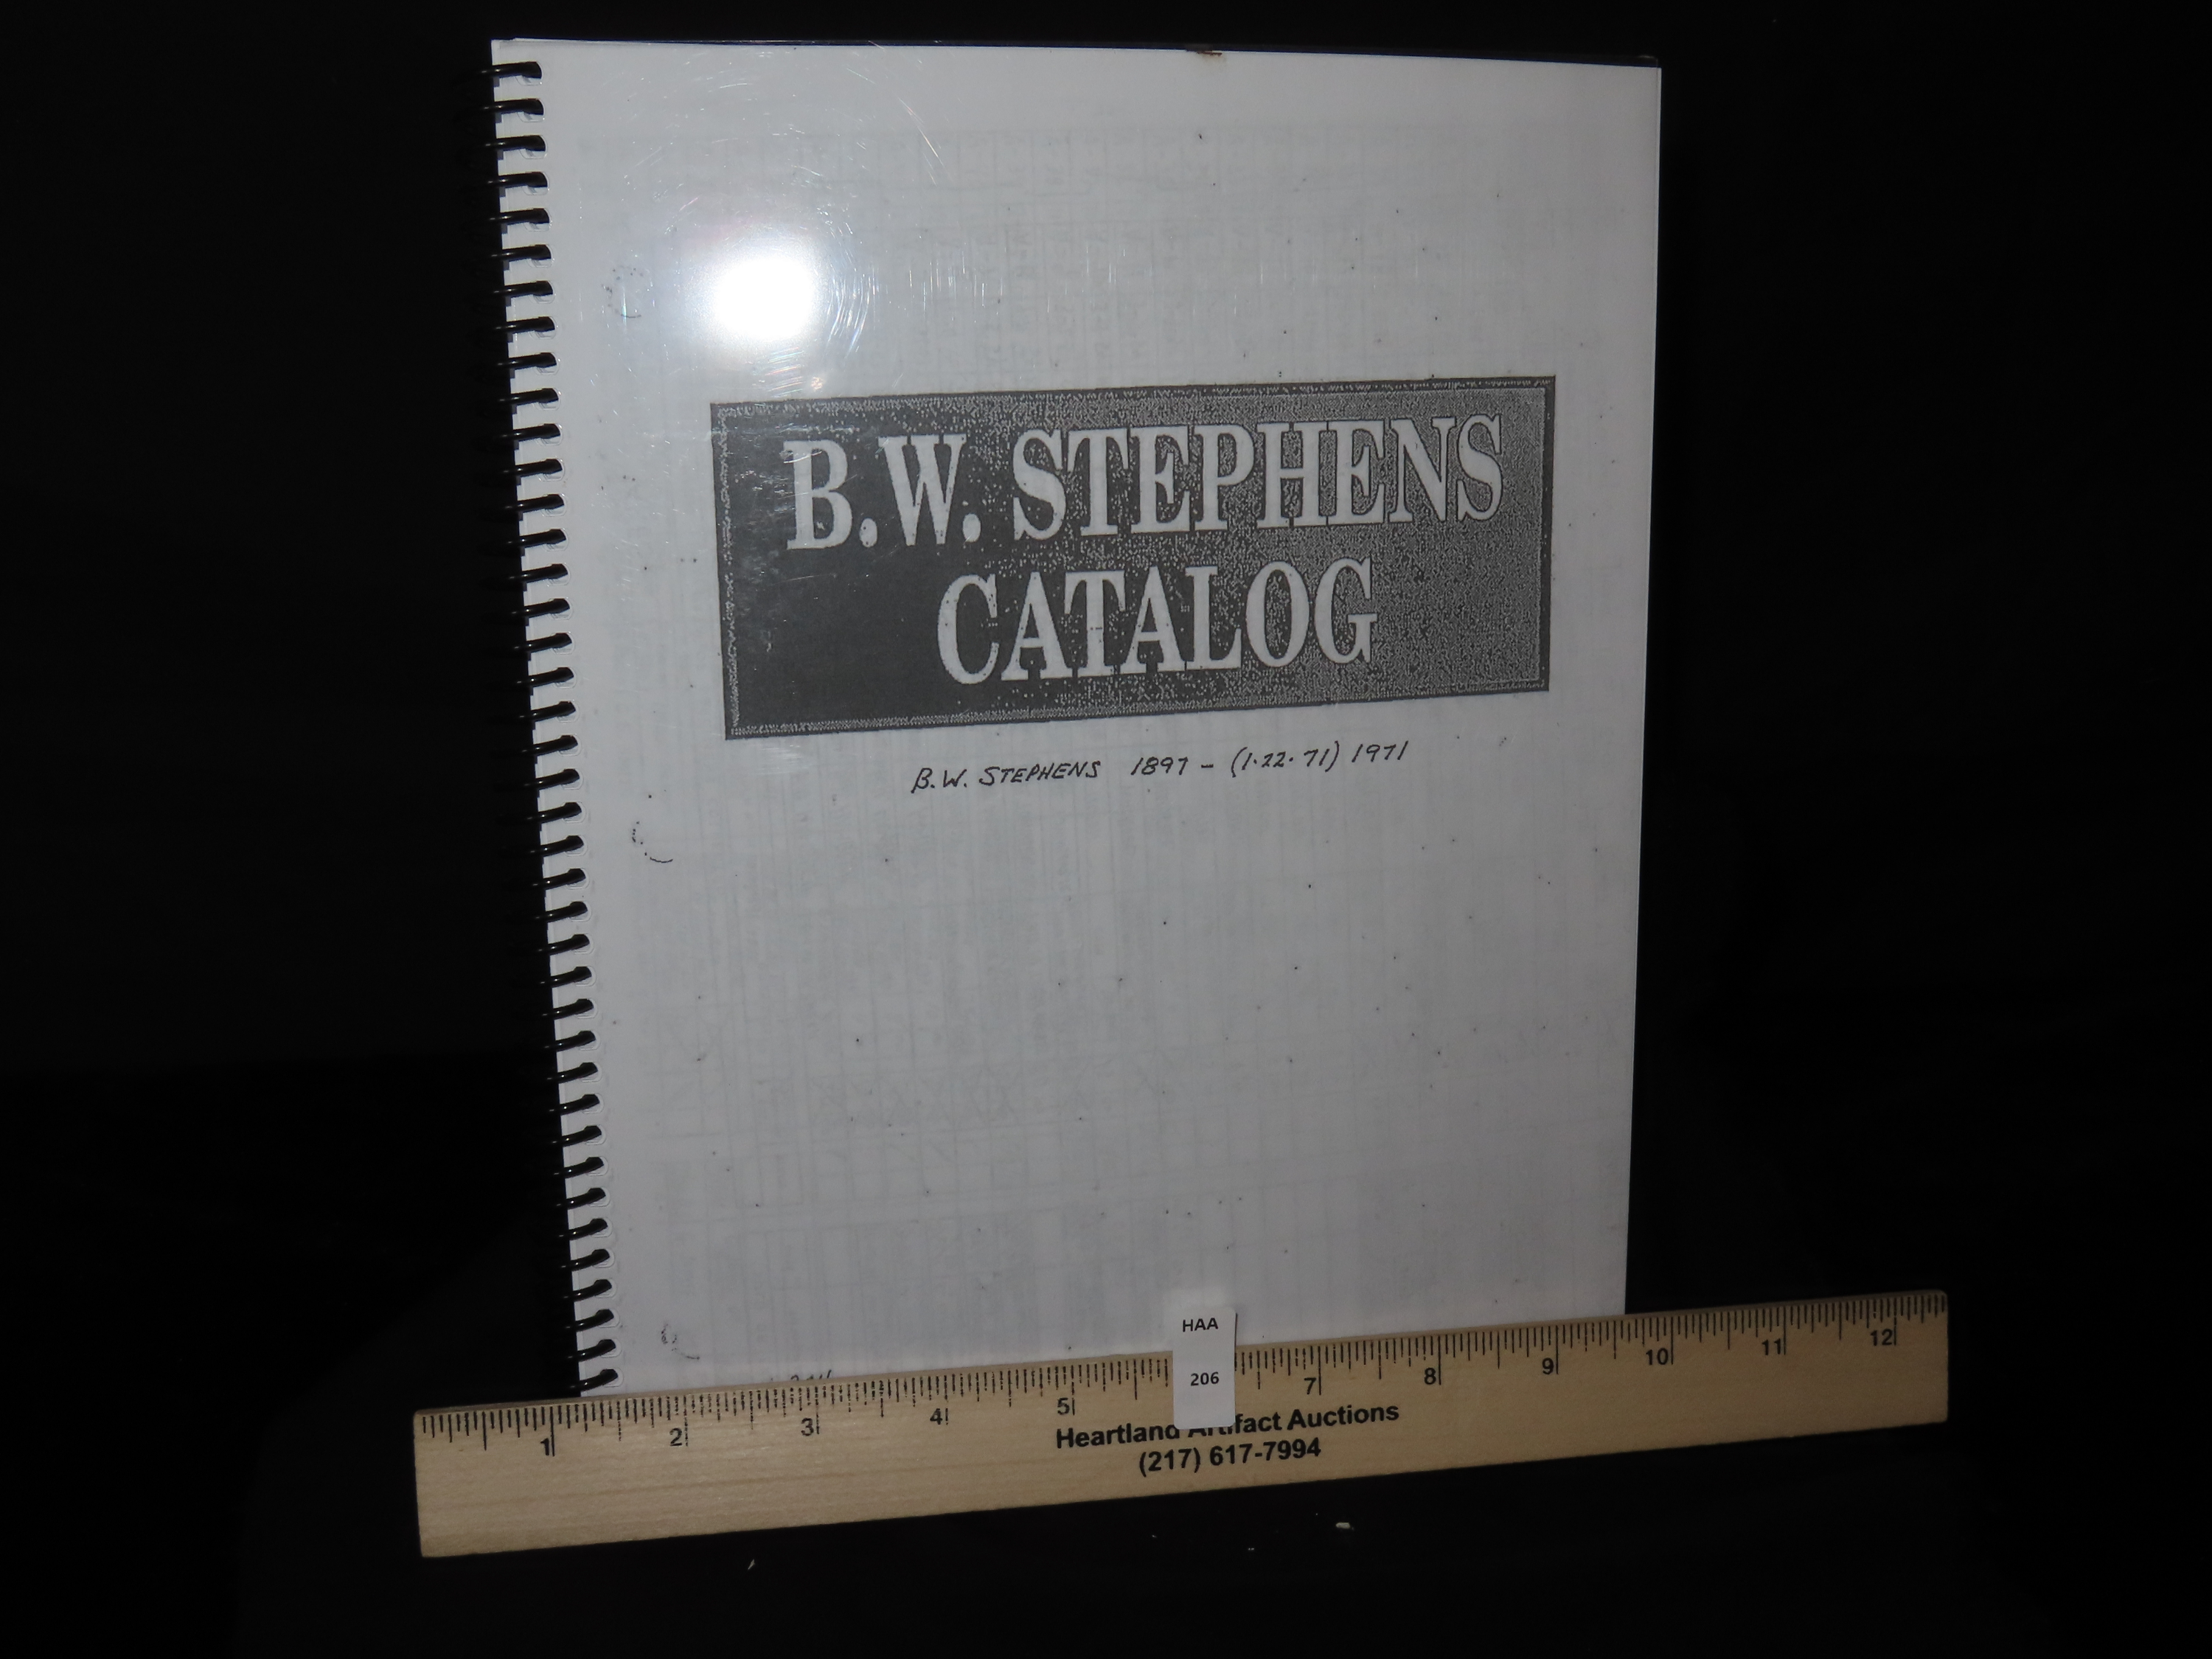 B.W. STEPHENS
CATALOG
B.W. STEPHENS 1897 - (1.22.71) 1971
HAA
206
1 2 3 4 5 7 8 9 10 11 12
Heartland Artifact Auctions
(217) 617-7994